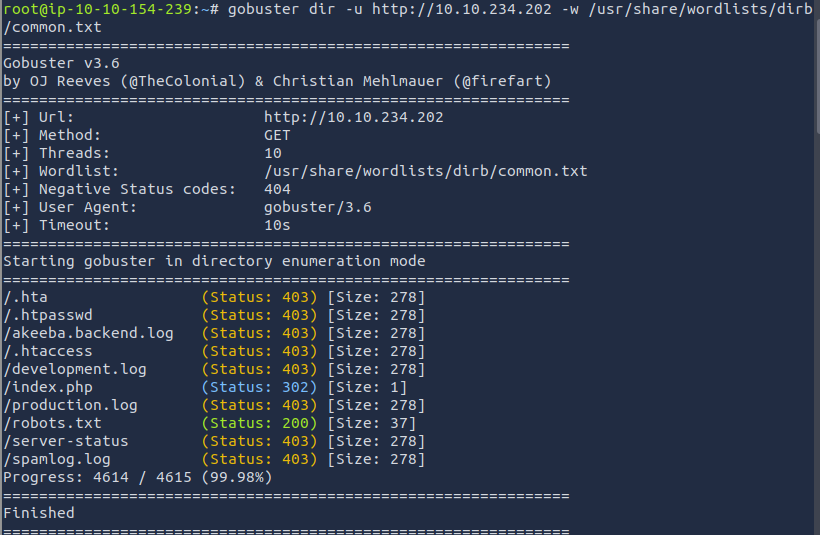 root@ip-10-10-154-239:~# gobuster dir -u http://10.10.234.202 -w /usr/share/wordlists/dirb
/common.txt
===============================================================
Gobuster v3.6
by OJ Reeves (@TheColonial) & Christian Mehlmauer (@firefart)
===============================================================
[+] Url:                     http://10.10.234.202
[+] Method:                  GET
[+] Threads:                 10
[+] Wordlist:                /usr/share/wordlists/dirb/common.txt
[+] Negative Status codes:   404
[+] User Agent:              gobuster/3.6
[+] Timeout:                 10s
===============================================================
Starting gobuster in directory enumeration mode
===============================================================
/.hta                 (Status: 403) [Size: 278]
/.htpasswd            (Status: 403) [Size: 278]
/akeeba.backend.log   (Status: 403) [Size: 278]
/.htaccess            (Status: 403) [Size: 278]
/development.log      (Status: 403) [Size: 278]
/index.php            (Status: 302) [Size: 1]
/production.log       (Status: 403) [Size: 278]
/robots.txt           (Status: 200) [Size: 37]
/server-status        (Status: 403) [Size: 278]
/spamlog.log          (Status: 403) [Size: 278]
Progress: 4614 / 4615 (99.98%)
===============================================================
Finished
===============================================================